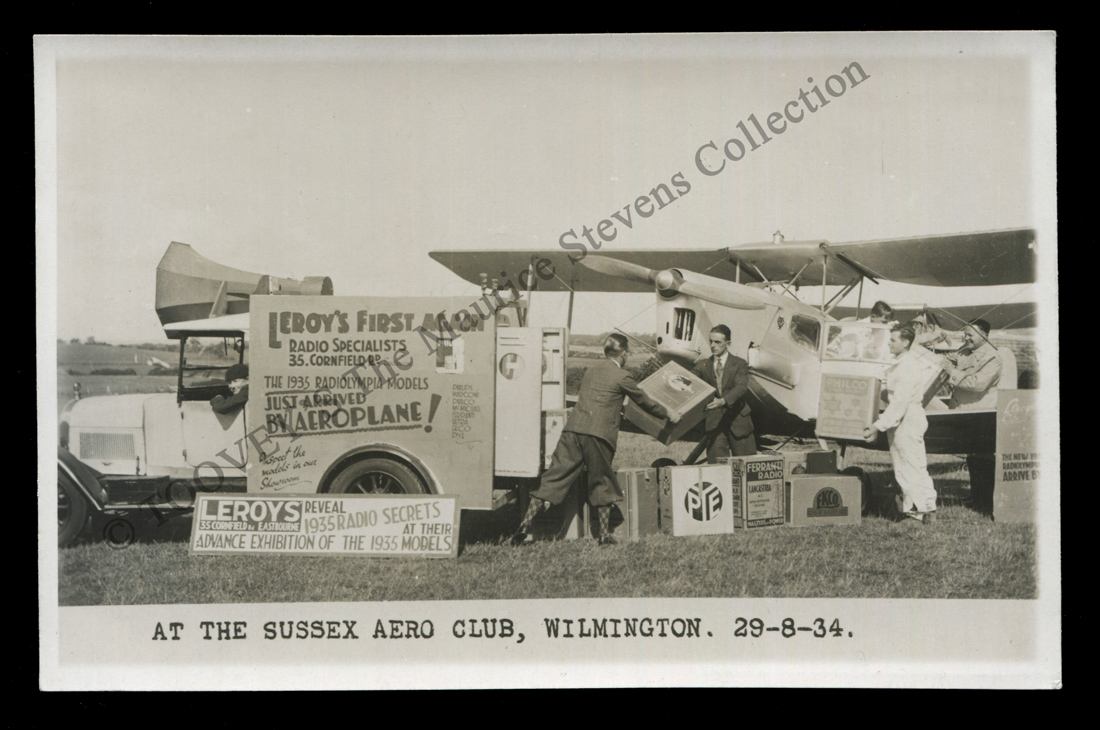 LEROY'S FIRST AGAIN
RADIO SPECIALISTS
35. CORNFIELD RD
THE 1935 RADIOLYMPIA MODELS
JUST ARRIVED
BY AEROPLANE!
Inspect the
models in our
Showroom
LEROYS
35 CORNFIELD Rd EASTBOURNE
REVEAL
1935 RADIO SECRETS
AT THEIR
ADVANCE EXHIBITION OF THE 1935 MODELS
G
PYE
FERRANTI
RADIO
LANCASTRIA
EKCO
PHILCO
THE NEW
RADIOLYMPIA
ARRIVE BY
© TOOVEY'S The Maurice Stevens Collection
AT THE SUSSEX AERO CLUB, WILMINGTON. 29-8-34.